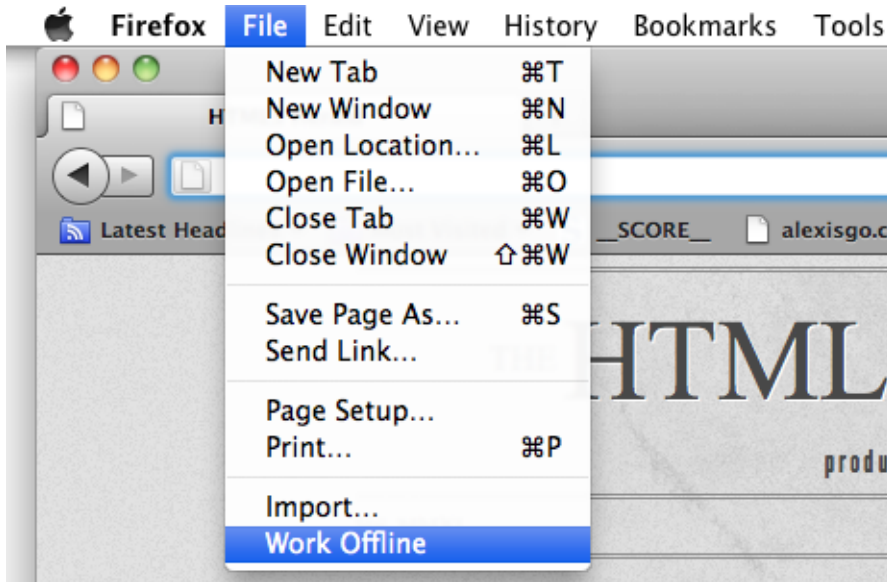 Firefox File Edit View History Bookmarks Tools
New Tab ⌘T
New Window ⌘N
Open Location... ⌘L
Open File... ⌘O
Close Tab ⌘W
Close Window ⇧⌘W
Save Page As... ⌘S
Send Link...
Page Setup...
Print... ⌘P
Import...
Work Offline
H
Latest Head
__SCORE__
alexisgo.c
THE HTML
produ